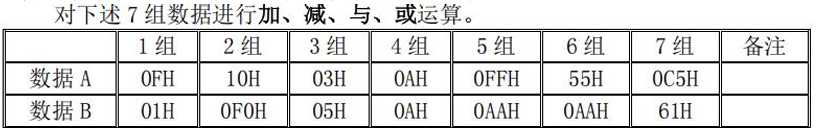 对下述 7 组数据进行加、减、与、或运算。
1 组 2 组 3 组 4 组 5 组 6 组 7 组 备注
数据 A 0FH 10H 03H 0AH 0FFH 55H 0C5H
数据 B 01H 0F0H 05H 0AH 0AAH 0AAH 61H